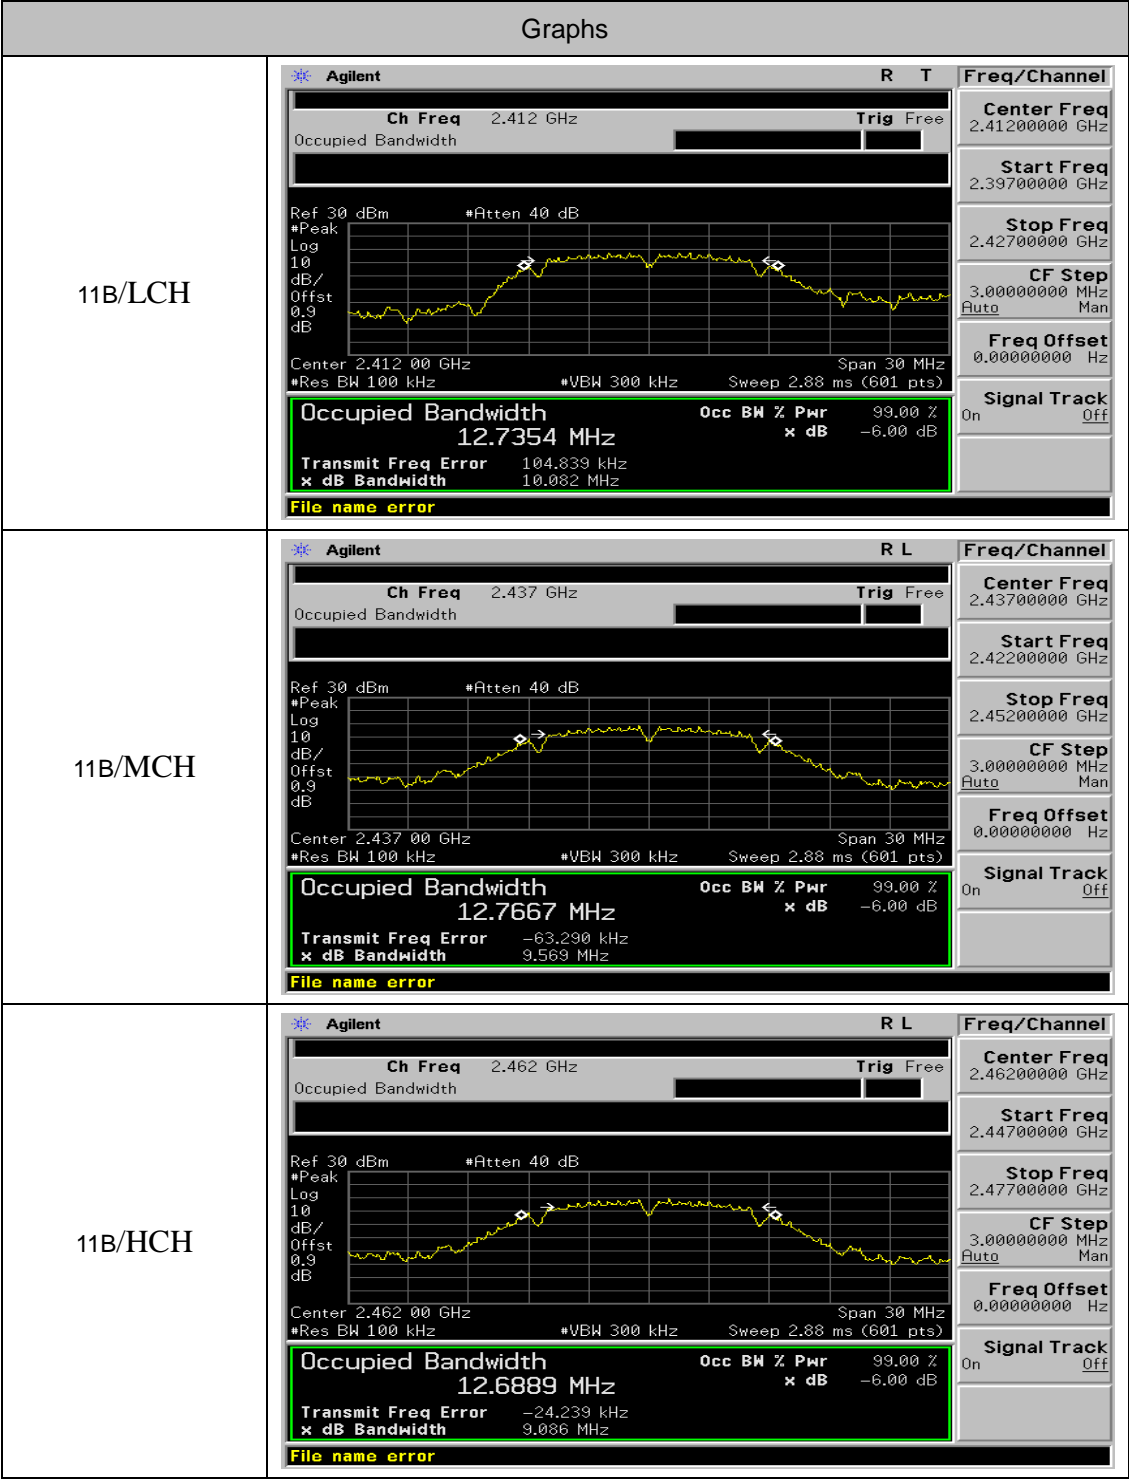 Graphs
11B/LCH
Agilent R T Freq/Channel
Ch Freq 2.412 GHz Trig Free
Occupied Bandwidth
Center Freq
2.41200000 GHz
Start Freq
2.39700000 GHz
Stop Freq
2.42700000 GHz
CF Step
3.00000000 MHz
Auto Man
Freq Offset
0.00000000 Hz
Signal Track
On Off
Ref 30 dBm #Atten 40 dB
#Peak
Log
10
dB/
Offst
0.9
dB
Center 2.412 00 GHz Span 30 MHz
#Res BW 100 kHz #VBW 300 kHz Sweep 2.88 ms (601 pts)
Occupied Bandwidth Occ BW % Pwr 99.00 %
12.7354 MHz x dB -6.00 dB
Transmit Freq Error 104.839 kHz
x dB Bandwidth 10.082 MHz
File name error
11B/MCH
Agilent R L Freq/Channel
Ch Freq 2.437 GHz Trig Free
Occupied Bandwidth
Center Freq
2.43700000 GHz
Start Freq
2.42200000 GHz
Stop Freq
2.45200000 GHz
CF Step
3.00000000 MHz
Auto Man
Freq Offset
0.00000000 Hz
Signal Track
On Off
Ref 30 dBm #Atten 40 dB
#Peak
Log
10
dB/
Offst
0.9
dB
Center 2.437 00 GHz Span 30 MHz
#Res BW 100 kHz #VBW 300 kHz Sweep 2.88 ms (601 pts)
Occupied Bandwidth Occ BW % Pwr 99.00 %
12.7667 MHz x dB -6.00 dB
Transmit Freq Error -63.290 kHz
x dB Bandwidth 9.569 MHz
File name error
11B/HCH
Agilent R L Freq/Channel
Ch Freq 2.462 GHz Trig Free
Occupied Bandwidth
Center Freq
2.46200000 GHz
Start Freq
2.44700000 GHz
Stop Freq
2.47700000 GHz
CF Step
3.00000000 MHz
Auto Man
Freq Offset
0.00000000 Hz
Signal Track
On Off
Ref 30 dBm #Atten 40 dB
#Peak
Log
10
dB/
Offst
0.9
dB
Center 2.462 00 GHz Span 30 MHz
#Res BW 100 kHz #VBW 300 kHz Sweep 2.88 ms (601 pts)
Occupied Bandwidth Occ BW % Pwr 99.00 %
12.6889 MHz x dB -6.00 dB
Transmit Freq Error -24.239 kHz
x dB Bandwidth 9.086 MHz
File name error